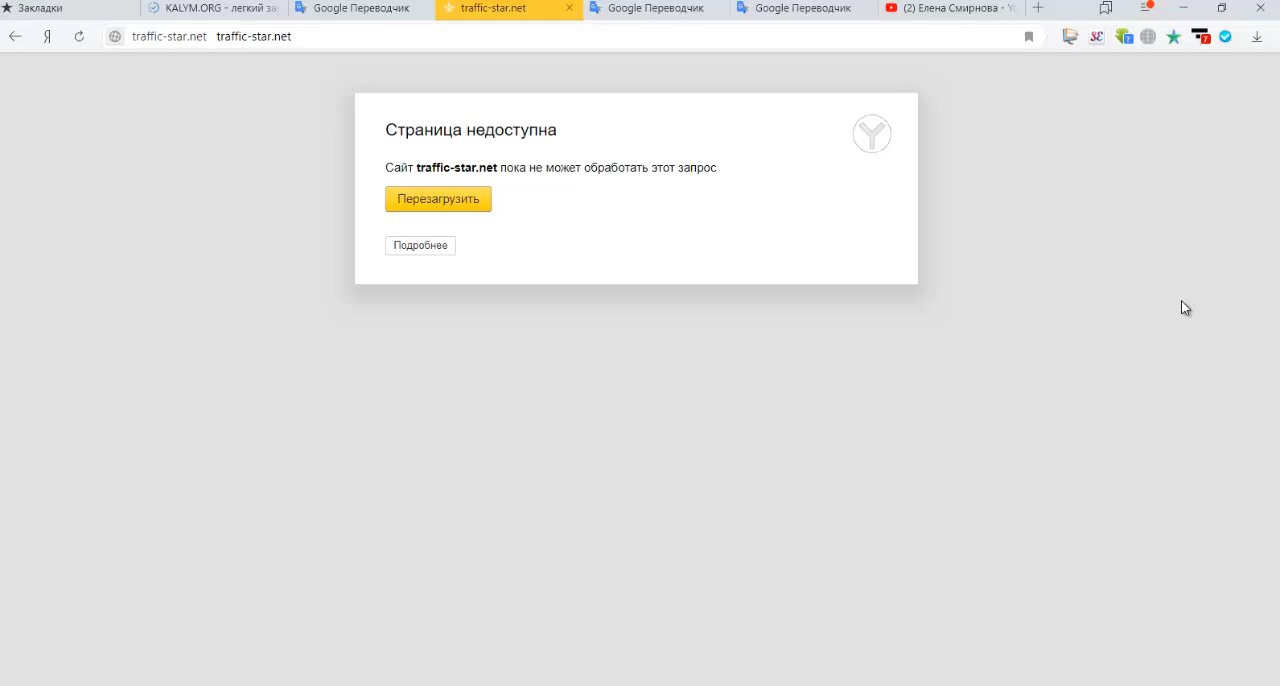 Закладки
KALYM.ORG - легкий за
Google Переводчик
traffic-star.net
Google Переводчик
Google Переводчик
(2) Елена Смирнова - Yo
traffic-star.net traffic-star.net
Страница недоступна
Сайт traffic-star.net пока не может обработать этот запрос
Перезагрузить
Подробнее